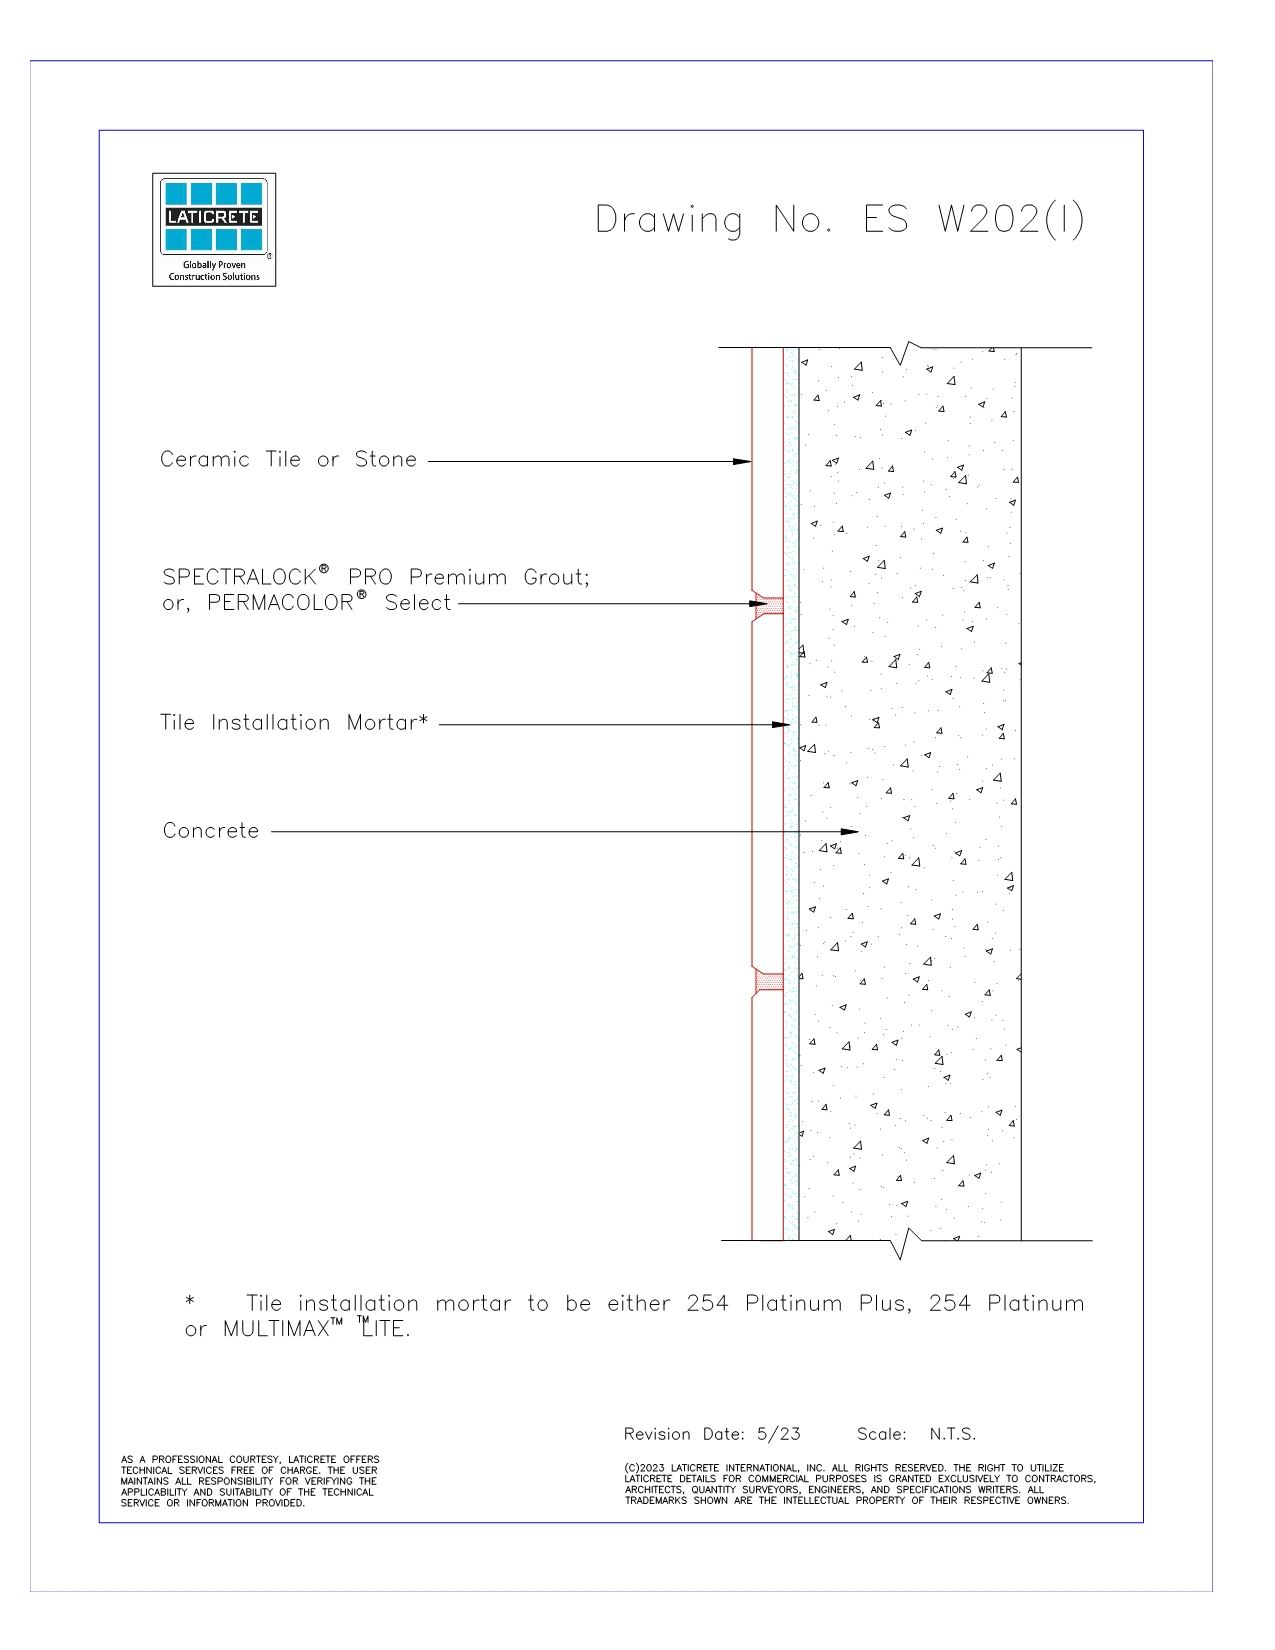 LATICRETE
®
Globally Proven
Construction Solutions
Drawing No. ES W202(I)
Ceramic Tile or Stone
SPECTRALOCK® PRO Premium Grout;
or, PERMACOLOR® Select
Tile Installation Mortar*
Concrete
* Tile installation mortar to be either 254 Platinum Plus, 254 Platinum
or MULTIMAX™ ™LITE.
Revision Date: 5/23 Scale: N.T.S.
AS A PROFESSIONAL COURTESY, LATICRETE OFFERS
TECHNICAL SERVICES FREE OF CHARGE. THE USER
MAINTAINS ALL RESPONSIBILITY FOR VERIFYING THE
APPLICABILITY AND SUITABILITY OF THE TECHNICAL
SERVICE OR INFORMATION PROVIDED.
(C)2023 LATICRETE INTERNATIONAL, INC. ALL RIGHTS RESERVED. THE RIGHT TO UTILIZE
LATICRETE DETAILS FOR COMMERCIAL PURPOSES IS GRANTED EXCLUSIVELY TO CONTRACTORS,
ARCHITECTS, QUANTITY SURVEYORS, ENGINEERS, AND SPECIFICATIONS WRITERS. ALL
TRADEMARKS SHOWN ARE THE INTELLECTUAL PROPERTY OF THEIR RESPECTIVE OWNERS.